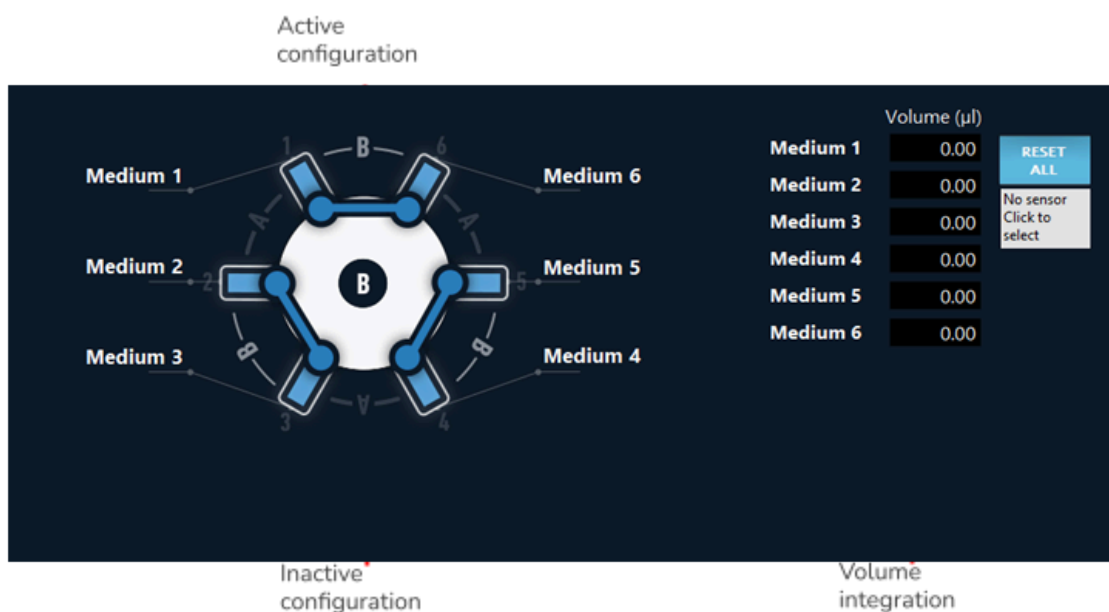 Active
configuration
Volume (µl)
1
B
6
Medium 1
Medium 6
Medium 1
0.00
RESET
ALL
Medium 2
0.00
A
A
No sensor
Click to
select
Medium 3
0.00
Medium 2
2
B
5
Medium 5
Medium 4
0.00
Medium 5
0.00
Medium 6
0.00
B
B
Medium 3
Medium 4
3
A
4
Inactive
configuration
Volume
integration